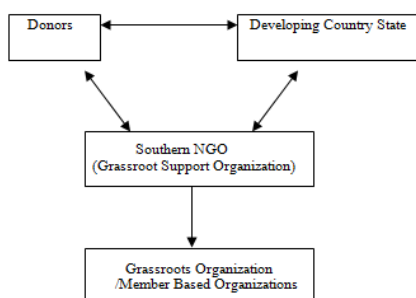 Donors
Developing Country State
Southern NGO
(Grassroot Support Organization)
Grassroots Organization
/Member Based Organizations